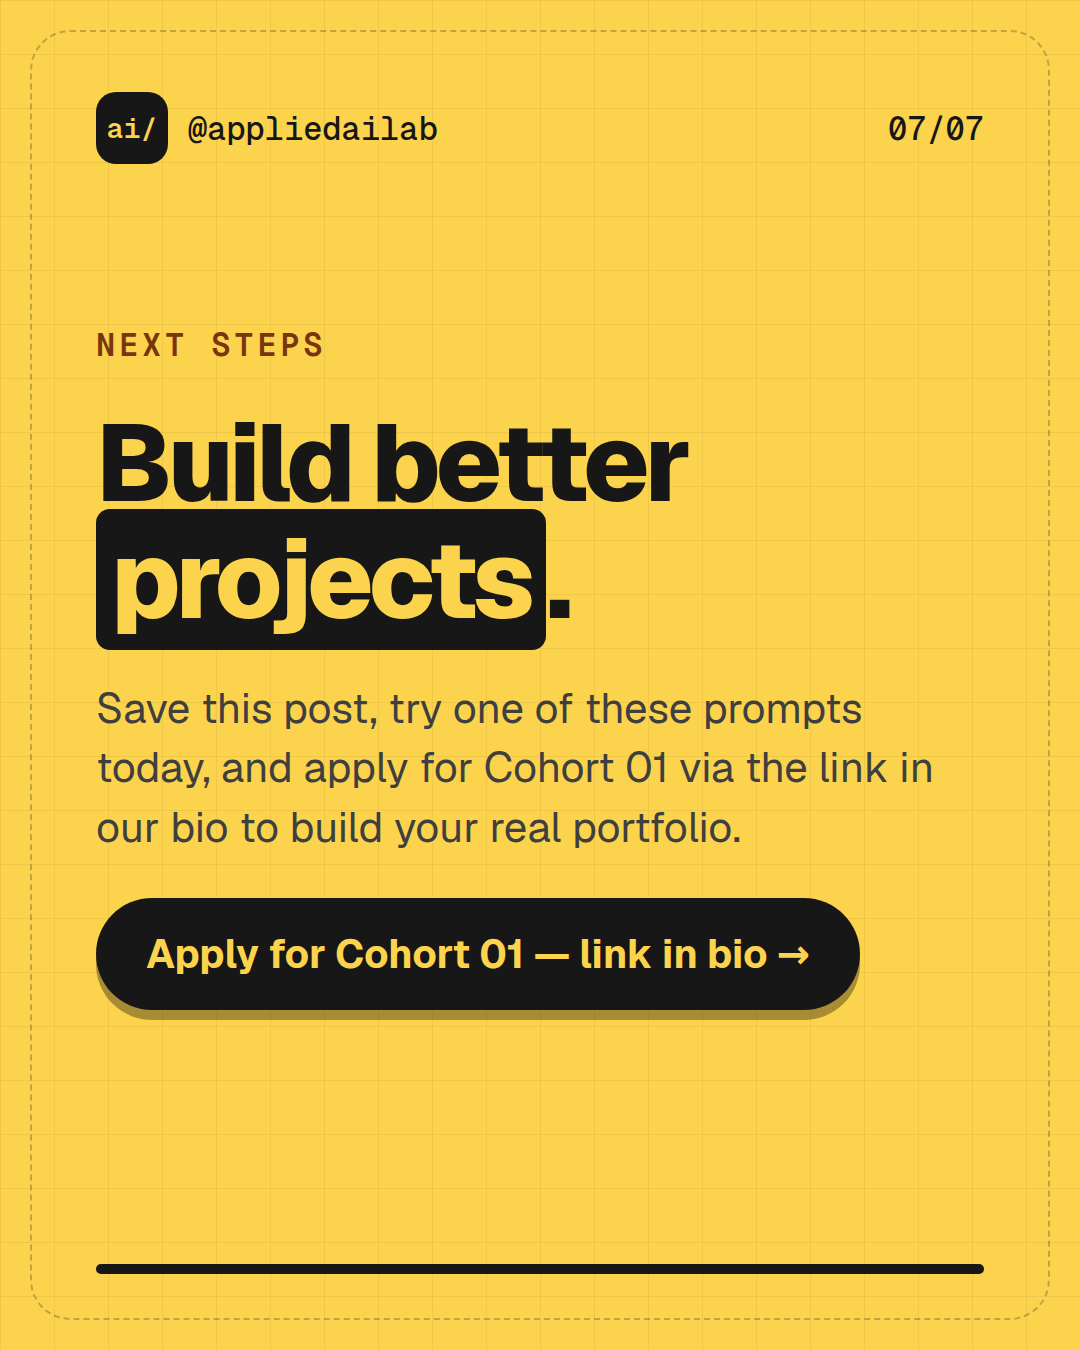 ai/ @appliedailab 07/07
NEXT STEPS
Build better
projects.
Save this post, try one of these prompts
today, and apply for Cohort 01 via the link in
our bio to build your real portfolio.
Apply for Cohort 01 — link in bio →